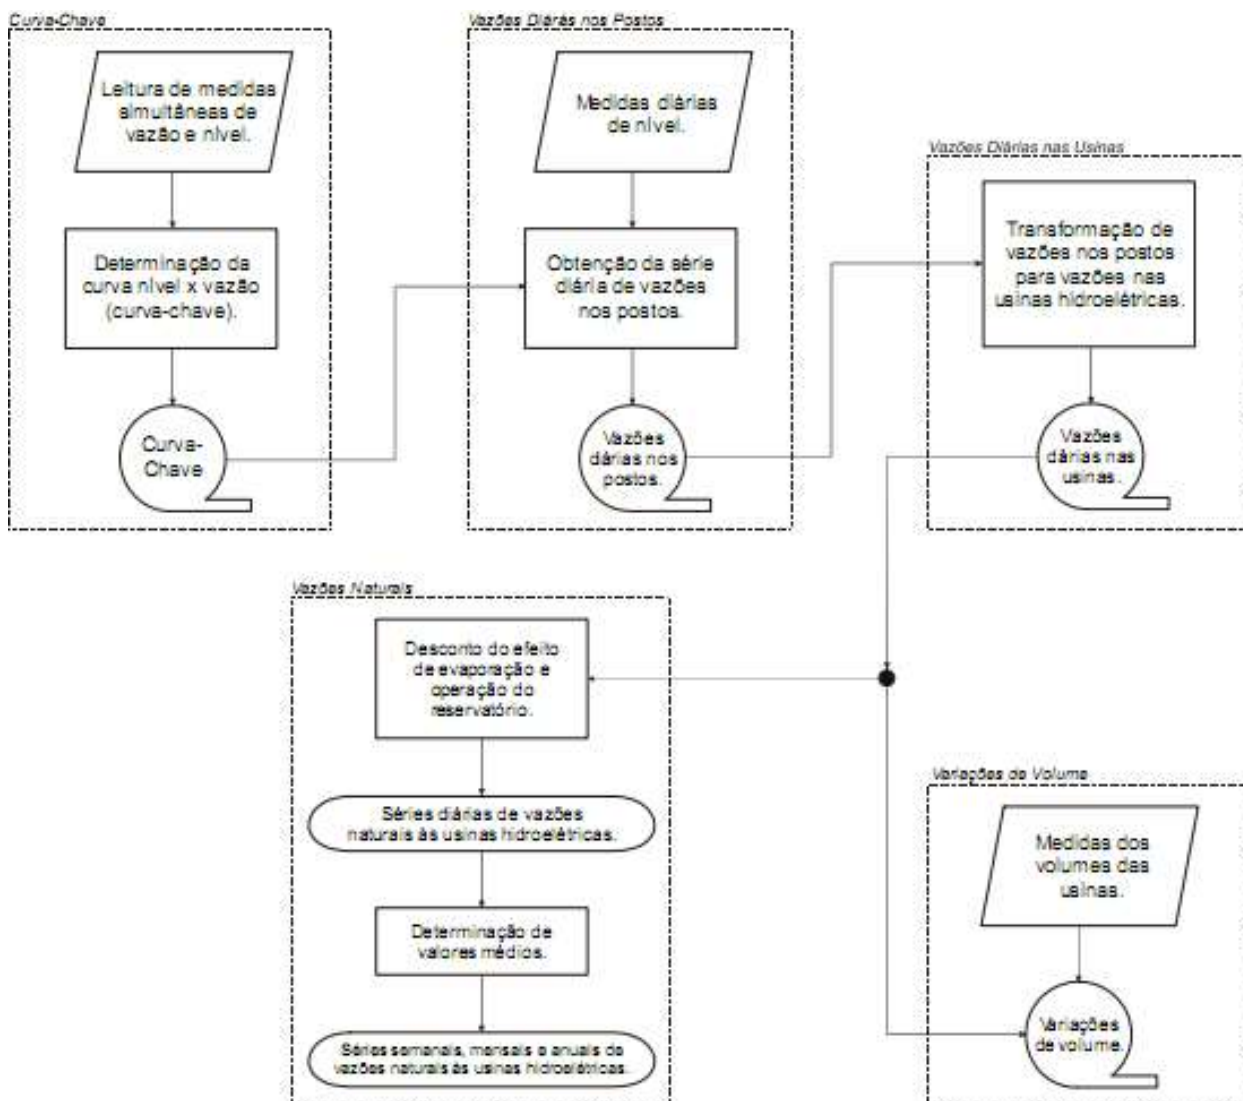 Curva-Chave
Leitura de medidas
simultâneas de
vazão e nível.
Determinação da
curva nível x vazão
(curva-chave).
Curva-
Chave
Vazões Diárás nos Postos
Medidas diárias
de nível.
Obtenção da série
diária de vazões
nos postos.
Vazões
dárias nos
postos.
Vazões Diárias nas Usinas
Transformação de
vazões nos postos
para vazões nas
usinas hidroelétricas.
Vazões
dárias nas
usinas.
Vazões Naturais
Desconto do efeito
de evaporação e
operação do
reservatório.
Séries diárias de vazões
naturais às usinas hidroelétricas.
Determinação de
valores médios.
Séries semanais, mensais e anuais de
vazões naturais às usinas hidroelétricas.
Variações de Volume
Medidas dos
volumes das
usinas.
Variações
de volume.